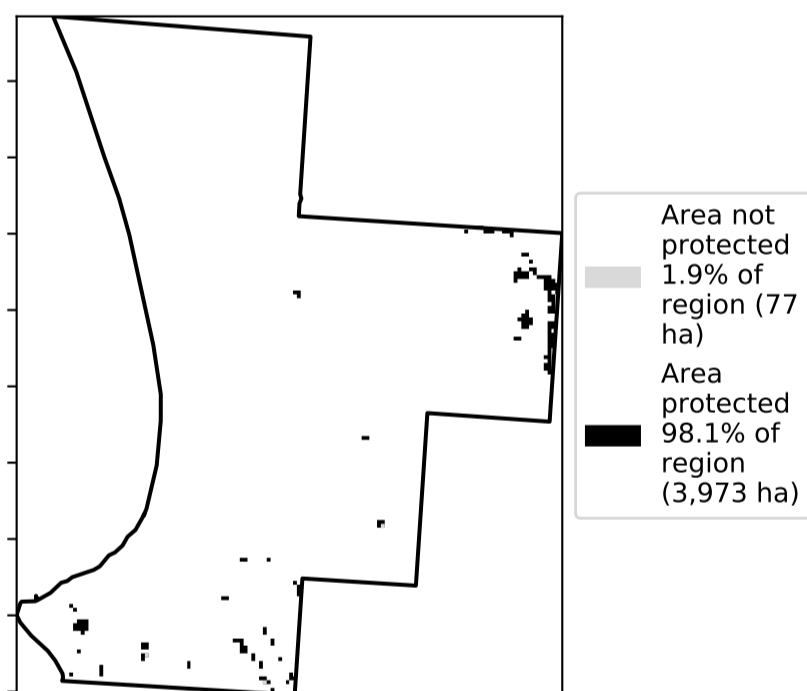 Area not
protected
1.9% of
region (77
ha)
Area
protected
98.1% of
region
(3,973 ha)